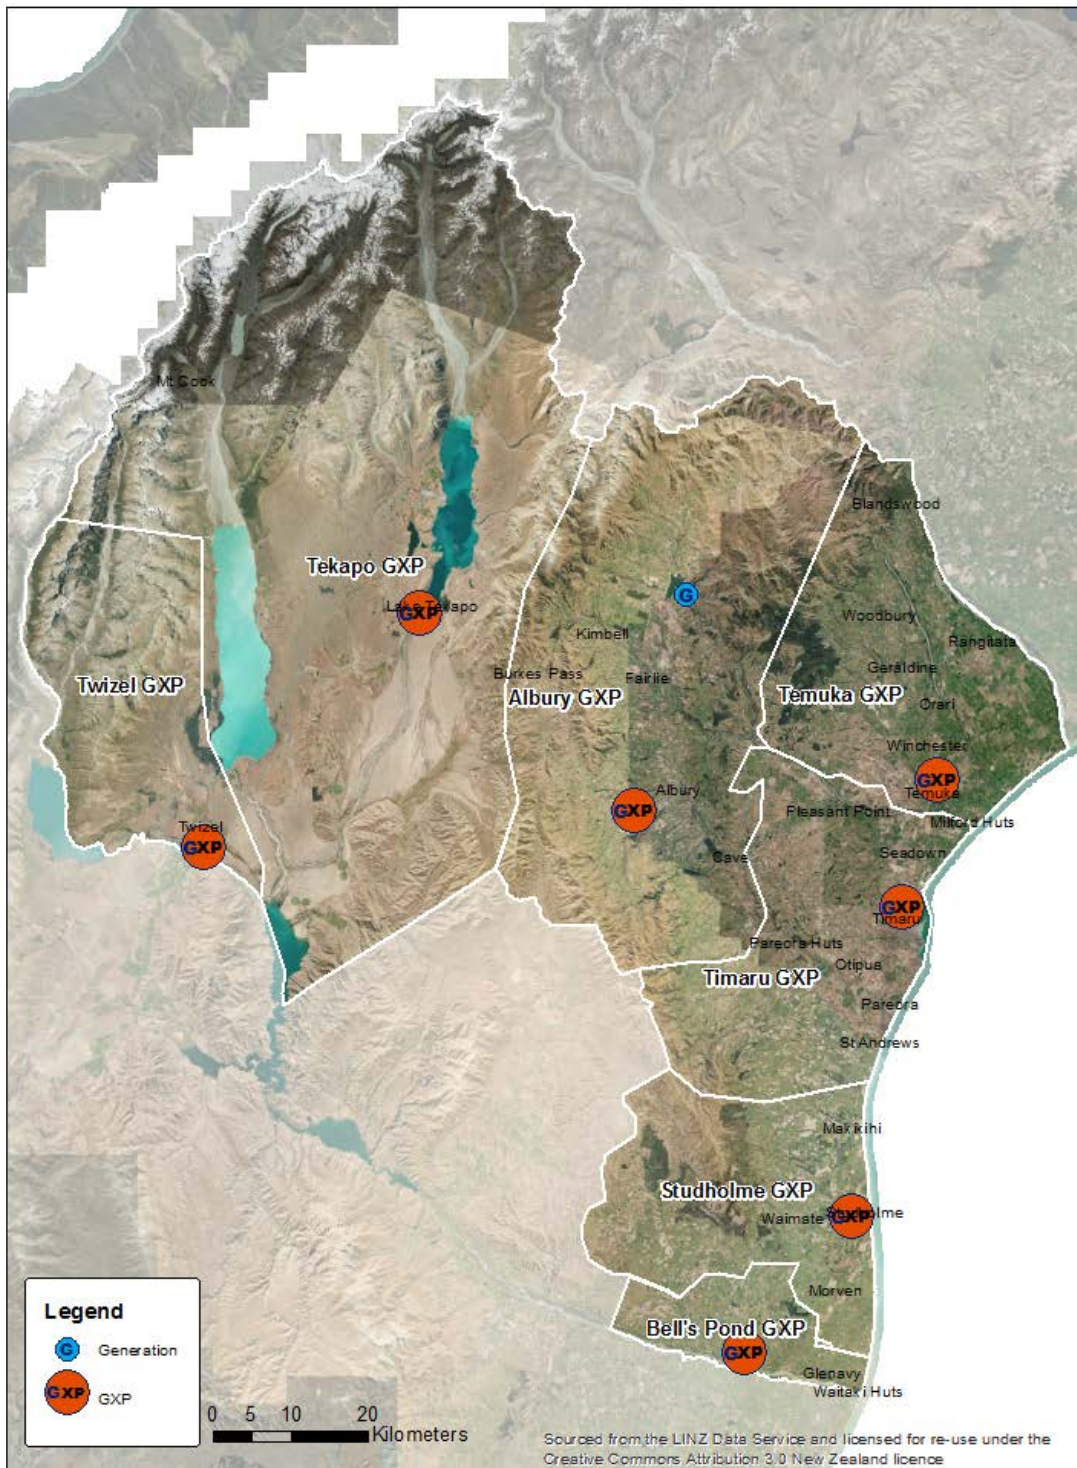 Mt Cook
Blandswood
Tekapo GXP
G
Lake Tekapo
GXP
Woodbury
Kimbell
Rangitata
Geraldine
Burkes Pass
Fairlie
Twizel GXP
Albury GXP
Temuka GXP
Orari
Winchester
GXP
Albury
Temuka
GXP
Pleasant Point
Milford Huts
Twizel
GXP
Seadown
Cave
GXP
Timaru
Pareora Huts
Otipua
Timaru GXP
Pareora
St Andrews
Makikihi
Studholme GXP
Waimate
Studholme
GXP
Morven
Bell's Pond GXP
GXP
Glenavy
Waitaki Huts
Legend
G Generation
GXP GXP
0 5 10 20
Kilometers
Sourced from the LINZ Data Service and licensed for re-use under the
Creative Commons Attribution 3.0 New Zealand licence